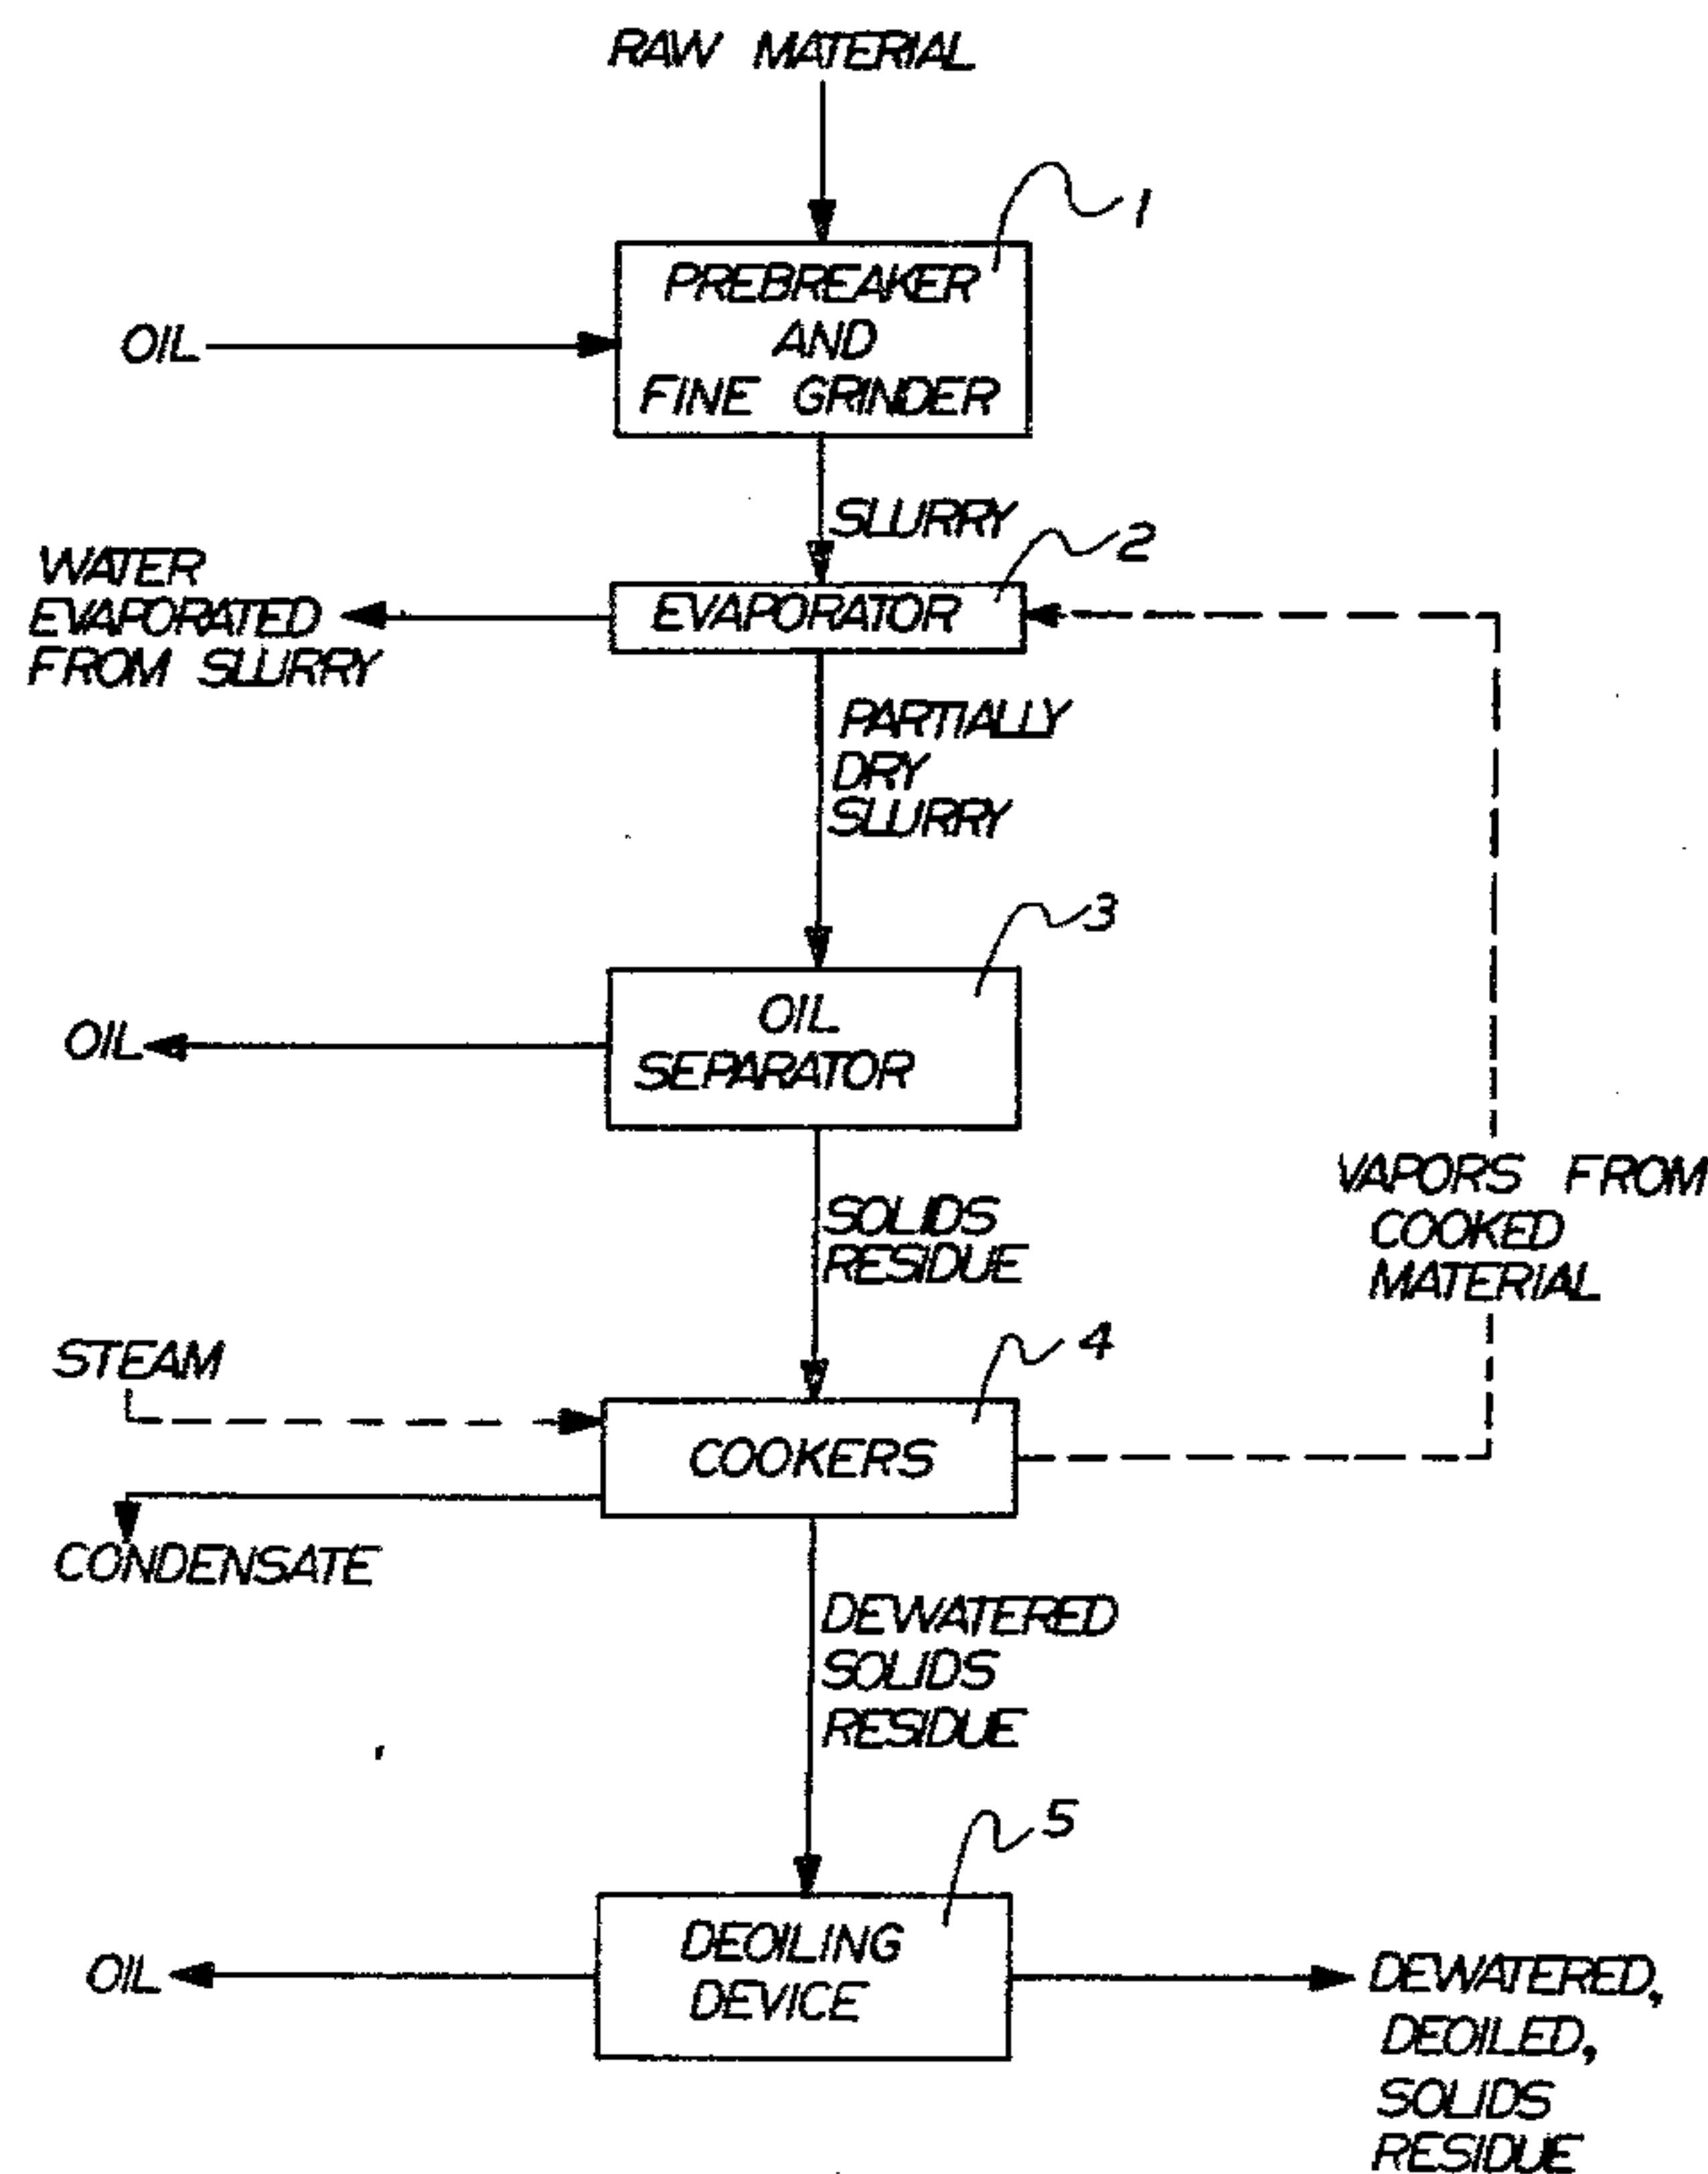 RAW MATERIAL
1
PREBREAKER
AND
FINE GRINDER
OIL
SLURRY
2
WATER
EVAPORATED
FROM SLURRY
EVAPORATOR
PARTIALLY
DRY
SLURRY
3
OIL
SEPARATOR
OIL
VAPORS FROM
COOKED
MATERIAL
SOLIDS
RESIDUE
4
STEAM
COOKERS
CONDENSATE
DEWATERED
SOLIDS
RESIDUE
5
DEOILING
DEVICE
OIL
DEWATERED,
DEOILED,
SOLIDS
RESIDUE